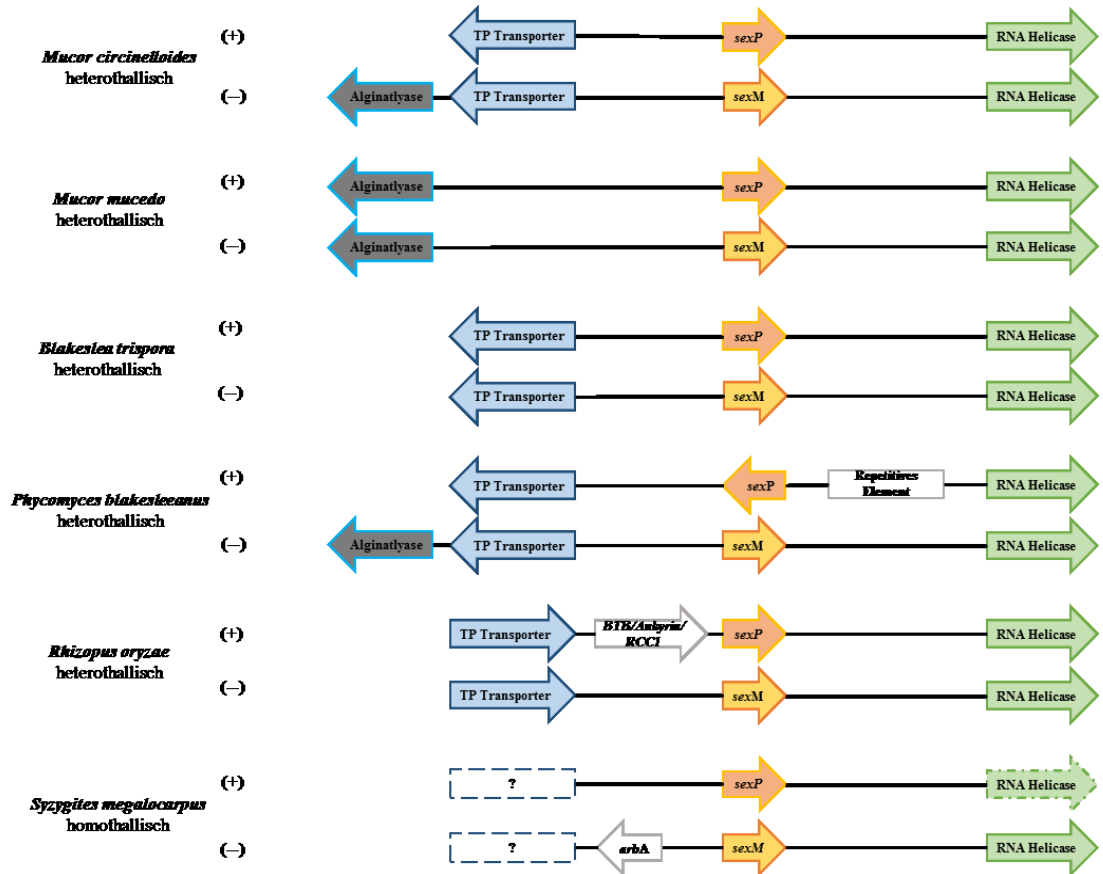 (+) TP Transporter sexP RNA Helicase
Mucor circinelloides
heterothallisch
(–) Alginatlyase TP Transporter sexM RNA Helicase
(+) Alginatlyase sexP RNA Helicase
Mucor mucedo
heterothallisch
(–) Alginatlyase sexM RNA Helicase
(+) TP Transporter sexP RNA Helicase
Blakeslea trispora
heterothallisch
(–) TP Transporter sexM RNA Helicase
(+) TP Transporter sexP Repetitives
Element RNA Helicase
Phycomyces blakesleeanus
heterothallisch
(–) Alginatlyase TP Transporter sexM RNA Helicase
(+) TP Transporter BTB/Ankyrin/
RCC1 sexP RNA Helicase
Rhizopus oryzae
heterothallisch
(–) TP Transporter sexM RNA Helicase
(+) ? sexP RNA Helicase
Syzygites megalocarpus
homothallisch
(–) ? arbA sexM RNA Helicase